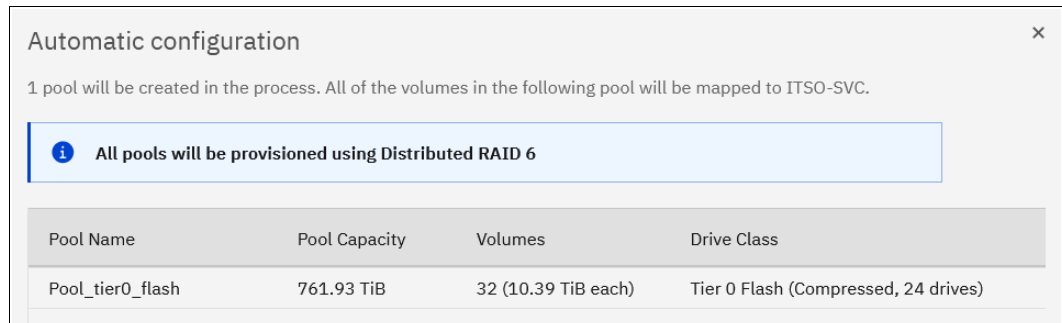 Automatic configuration
×
1 pool will be created in the process. All of the volumes in the following pool will be mapped to ITSO-SVC.
All pools will be provisioned using Distributed RAID 6
Pool Name Pool Capacity Volumes Drive Class
Pool_tier0_flash 761.93 TiB 32 (10.39 TiB each) Tier 0 Flash (Compressed, 24 drives)